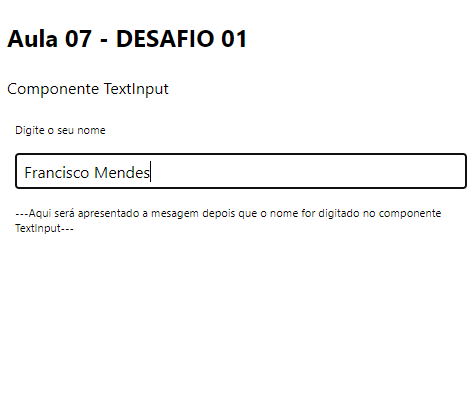 Aula 07 - DESAFIO 01
Componente TextInput
Digite o seu nome
Francisco Mendes
---Aqui será apresentado a mesagem depois que o nome for digitado no componente
TextInput---